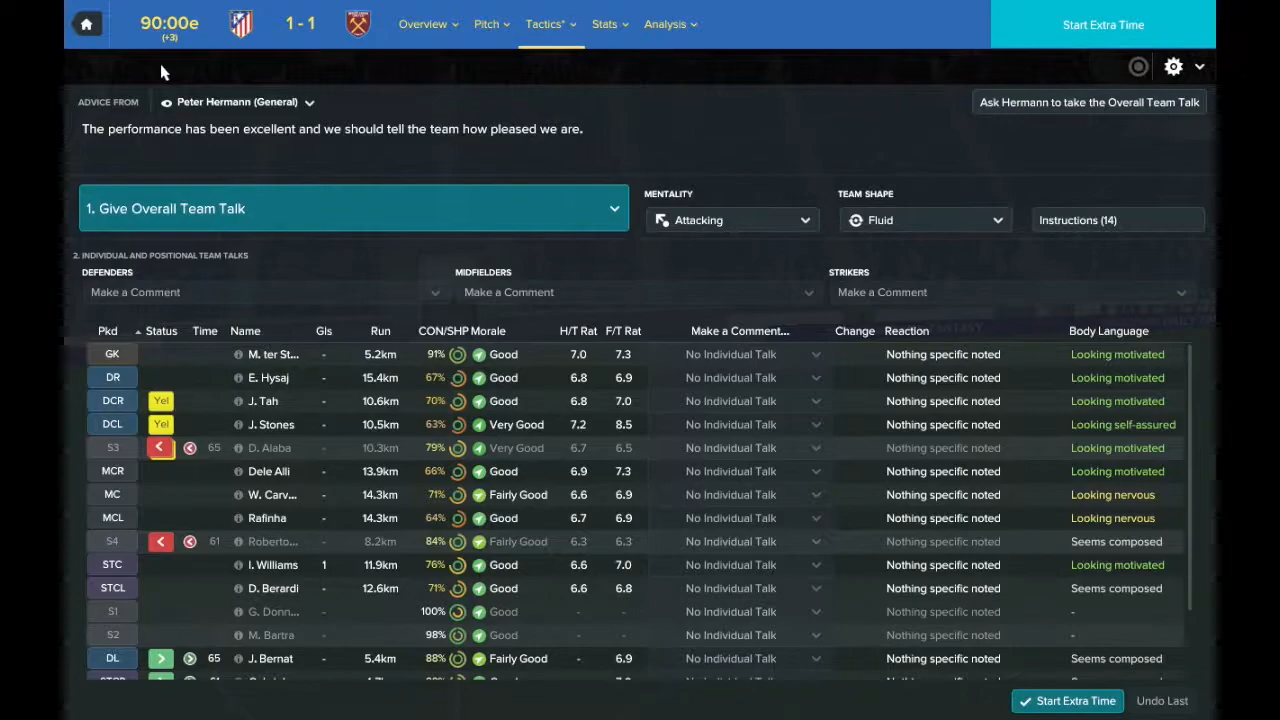 90:00e 1 - 1 Overview Pitch Tactics* Stats Analysis Start Extra Time
(+3)
ADVICE FROM Peter Hermann (General) Ask Hermann to take the Overall Team Talk
The performance has been excellent and we should tell the team how pleased we are.
MENTALITY TEAM SHAPE
1. Give Overall Team Talk Attacking Fluid Instructions (14)
2. INDIVIDUAL AND POSITIONAL TEAM TALKS
DEFENDERS MIDFIELDERS STRIKERS
Make a Comment Make a Comment Make a Comment
Pkd Status Time Name Gls Run CON/SHP Morale H/T Rat F/T Rat Make a Comment... Change Reaction Body Language
GK M. ter St... - 5.2km 91% Good 7.0 7.3 No Individual Talk Nothing specific noted Looking motivated
DR E. Hysaj - 15.4km 67% Good 6.8 6.9 No Individual Talk Nothing specific noted Looking motivated
DCR Yel J. Tah - 10.6km 70% Good 6.8 7.0 No Individual Talk Nothing specific noted Looking motivated
DCL Yel J. Stones - 10.5km 63% Very Good 7.2 8.5 No Individual Talk Nothing specific noted Looking self-assured
S3 65 D. Alaba - 10.3km 79% Very Good 6.7 6.5 No Individual Talk Nothing specific noted Looking motivated
MCR Dele Alli - 13.9km 66% Good 6.9 7.3 No Individual Talk Nothing specific noted Looking motivated
MC W. Carv... - 14.3km 71% Fairly Good 6.6 6.9 No Individual Talk Nothing specific noted Looking nervous
MCL Rafinha - 14.3km 64% Good 6.7 6.9 No Individual Talk Nothing specific noted Looking nervous
S4 61 Roberto... - 8.2km 84% Fairly Good 6.3 6.3 No Individual Talk Nothing specific noted Seems composed
STC I. Williams 1 11.9km 76% Good 6.6 7.0 No Individual Talk Nothing specific noted Looking motivated
STCL D. Berardi - 12.6km 71% Good 6.6 6.8 No Individual Talk Nothing specific noted Seems composed
S1 G. Donn... 100% Good - - No Individual Talk Nothing specific noted -
S2 M. Bartra 98% Good - - No Individual Talk Nothing specific noted -
DL 65 J. Bernat - 5.4km 88% Fairly Good - 6.9 No Individual Talk Nothing specific noted Seems composed
Start Extra Time Undo Last